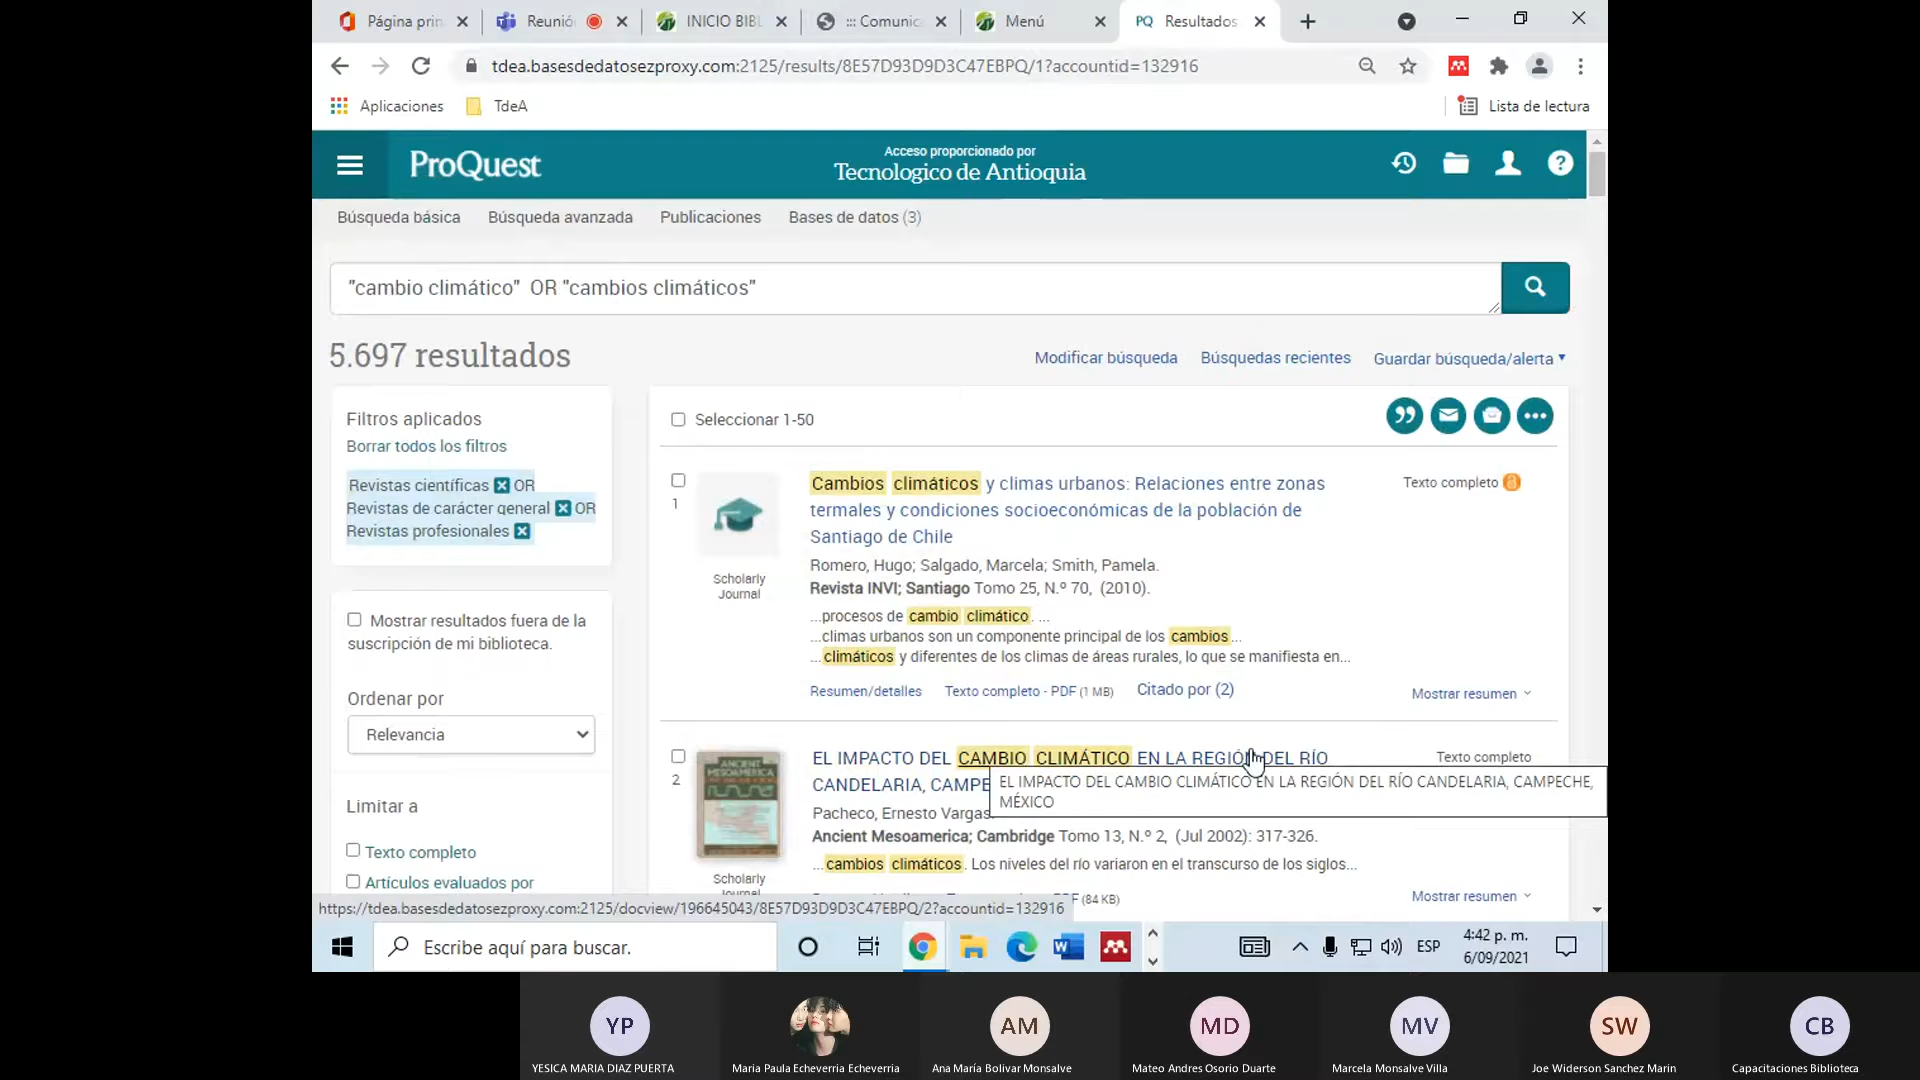 Página prin
Reunió
INICIO BIBL
::: Comunica
Menú
PQ Resultados
tdea.basesdedatosezproxy.com:2125/results/8E57D93D9D3C47EBPQ/1?accountid=132916
Aplicaciones TdeA Lista de lectura
ProQuest
Acceso proporcionado por
Tecnologico de Antioquia
Búsqueda básica Búsqueda avanzada Publicaciones Bases de datos (3)
"cambio climático"  OR "cambios climáticos"
5.697 resultados
Modificar búsqueda Búsquedas recientes Guardar búsqueda/alerta
Filtros aplicados
Borrar todos los filtros
Revistas científicas OR
Revistas de carácter general OR
Revistas profesionales
Mostrar resultados fuera de la
suscripción de mi biblioteca.
Ordenar por
Relevancia
Limitar a
Texto completo
Artículos evaluados por
Seleccionar 1-50
1
Scholarly
Journal
Cambios climáticos y climas urbanos: Relaciones entre zonas
termales y condiciones socioeconómicas de la población de
Santiago de Chile
Texto completo
Romero, Hugo; Salgado, Marcela; Smith, Pamela.
Revista INVI; Santiago Tomo 25, N.º 70, (2010).
...procesos de cambio climático. ...
...climas urbanos son un componente principal de los cambios...
...climáticos y diferentes de los climas de áreas rurales, lo que se manifiesta en...
Resumen/detalles Texto completo - PDF (1 MB) Citado por (2) Mostrar resumen
2
ANCIENT
MESOAMERICA
Scholarly
EL IMPACTO DEL CAMBIO CLIMÁTICO EN LA REGIÓN DEL RÍO
CANDELARIA, CAMPE
Texto completo
EL IMPACTO DEL CAMBIO CLIMÁTICO EN LA REGIÓN DEL RÍO CANDELARIA, CAMPECHE,
MÉXICO
Pacheco, Ernesto Vargas
Ancient Mesoamerica; Cambridge Tomo 13, N.º 2, (Jul 2002): 317-326.
...cambios climáticos. Los niveles del río variaron en el transcurso de los siglos...
F (84 KB) Mostrar resumen
https://tdea.basesdedatosezproxy.com:2125/docview/196645043/8E57D93D9D3C47EBPQ/2?accountid=132916
Escribe aquí para buscar.
ESP
4:42 p. m.
6/09/2021
YP
YESICA MARIA DIAZ PUERTA
Maria Paula Echeverria Echeverria
AM
Ana María Bolivar Monsalve
MD
Mateo Andres Osorio Duarte
MV
Marcela Monsalve Villa
SW
Joe Widerson Sanchez Marin
CB
Capacitaciones Biblioteca